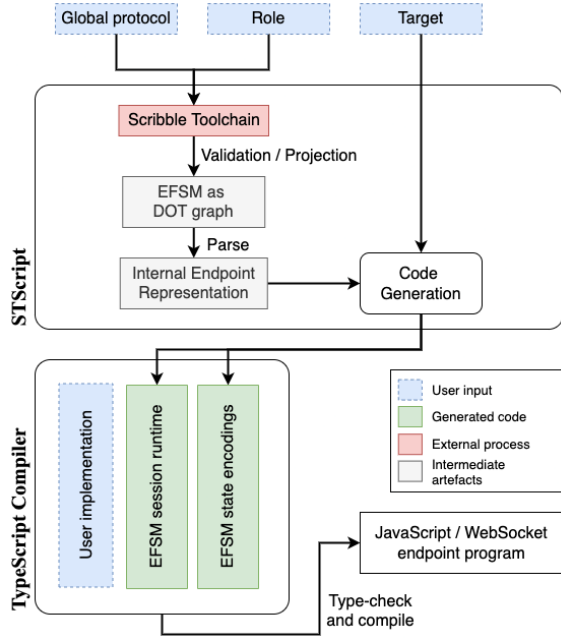 Global protocol
Role
Target
Scribble Toolchain
Validation / Projection
EFSM as
DOT graph
Parse
Internal Endpoint
Representation
Code
Generation
STScript
User implementation
EFSM session runtime
EFSM state encodings
TypeScript Compiler
User input
Generated code
External process
Intermediate
artefacts
JavaScript / WebSocket
endpoint program
Type-check
and compile